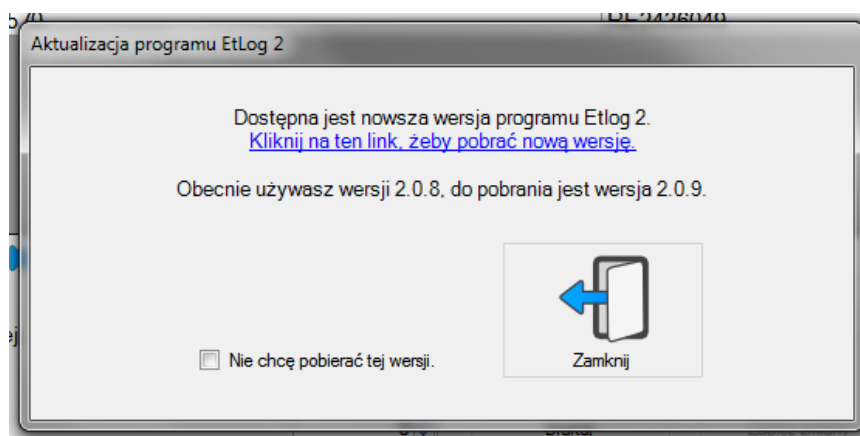 Aktualizacja programu EtLog 2
Dostępna jest nowsza wersja programu Etlog 2.
Kliknij na ten link, żeby pobrać nową wersję.
Obecnie używasz wersji 2.0.8, do pobrania jest wersja 2.0.9.
Nie chcę pobierać tej wersji.
Zamknij